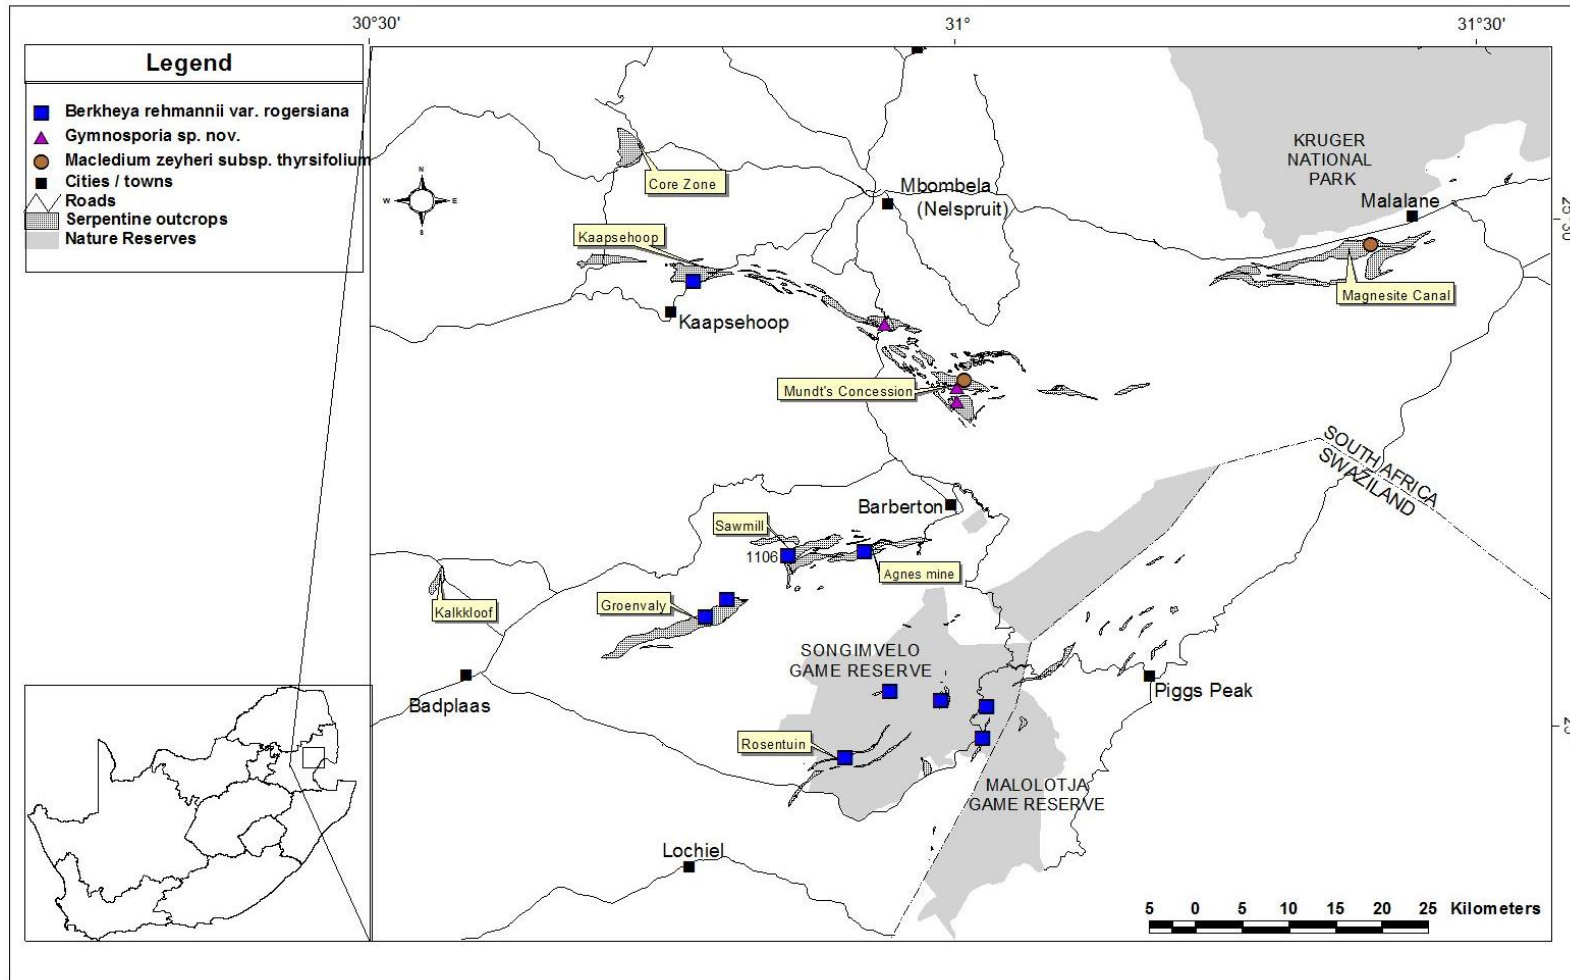 30°30'
31°
31°30'
Legend
Berkheya rehmannii var. rogersiana
Gymnosporia sp. nov.
Macledium zeyheri subsp. thyrsifolium
Cities / towns
Roads
Serpentine outcrops
Nature Reserves
N
W
E
S
Core Zone
Kaapsehoop
Kaapsehoop
Mbombela
(Nelspruit)
KRUGER
NATIONAL
PARK
Malalane
25°30
Magnesite Canal
Mundt's Concession
SOUTH AFRICA
SWAZILAND
Barberton
Sawmill
1106
Agnes mine
Kalkkloof
Groenvaly
SONGIMVELO
GAME RESERVE
Badplaas
Piggs Peak
Rosentuin
MALOLOTJA
GAME RESERVE
Lochiel
5 0 5 10 15 20 25 Kilometers